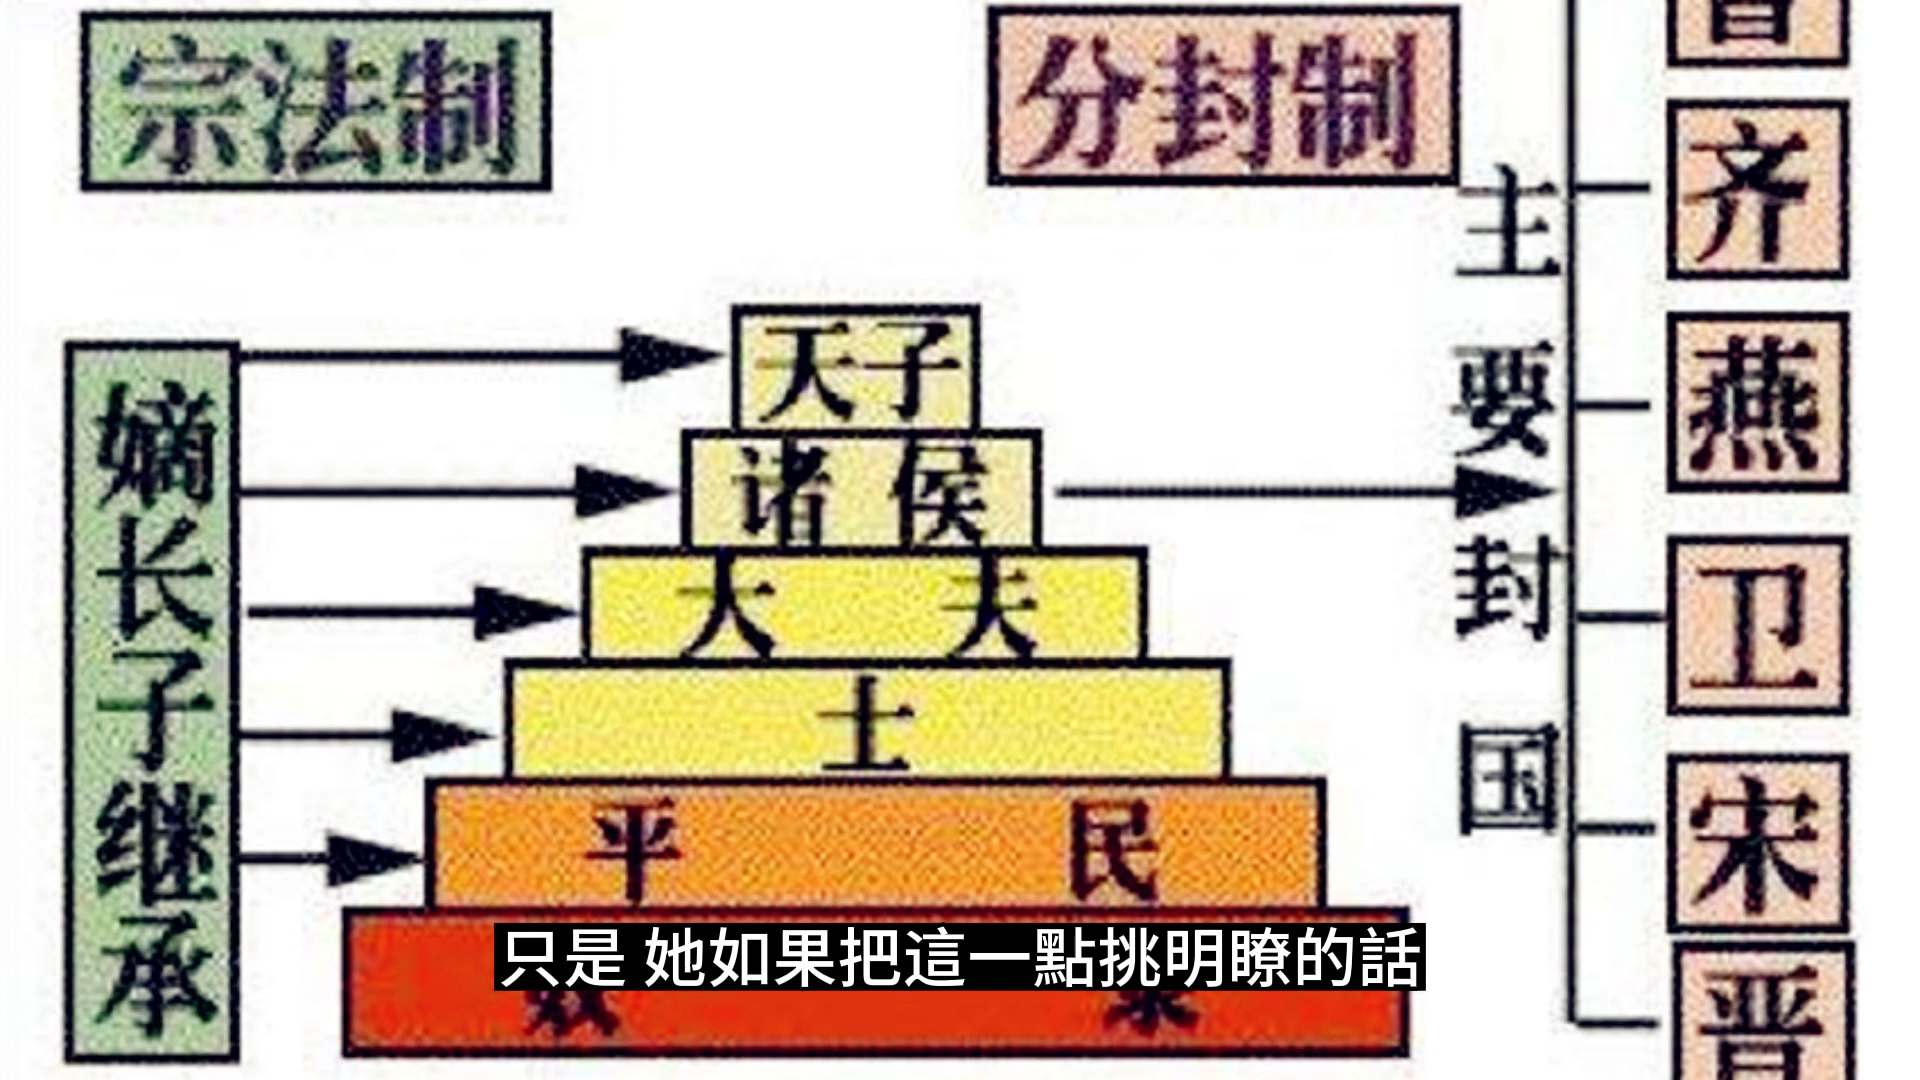 宗法制
分封制
嫡长子继承
天子
诸侯
大夫
士
平民
主要封国
齐
燕
卫
宋
晋
只是 她如果把這一點挑明瞭的話